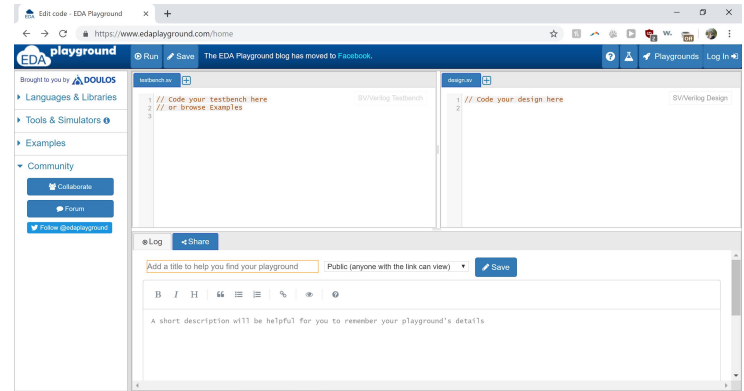 EDA Edit code - EDA Playground
https://www.edaplayground.com/home
EDA playground
Run Save The EDA Playground blog has moved to Facebook.
Playgrounds Log In
Brought to you by DOULOS
Languages & Libraries
Tools & Simulators
Examples
Community
Collaborate
Forum
Follow @edaplayground
testbench.sv
SV/Verilog Testbench
1 // Code your testbench here
2 // or browse Examples
3
design.sv
SV/Verilog Design
1 // Code your design here
2
Log Share
Add a title to help you find your playground Public (anyone with the link can view) Save
B I H
A short description will be helpful for you to remember your playground's details